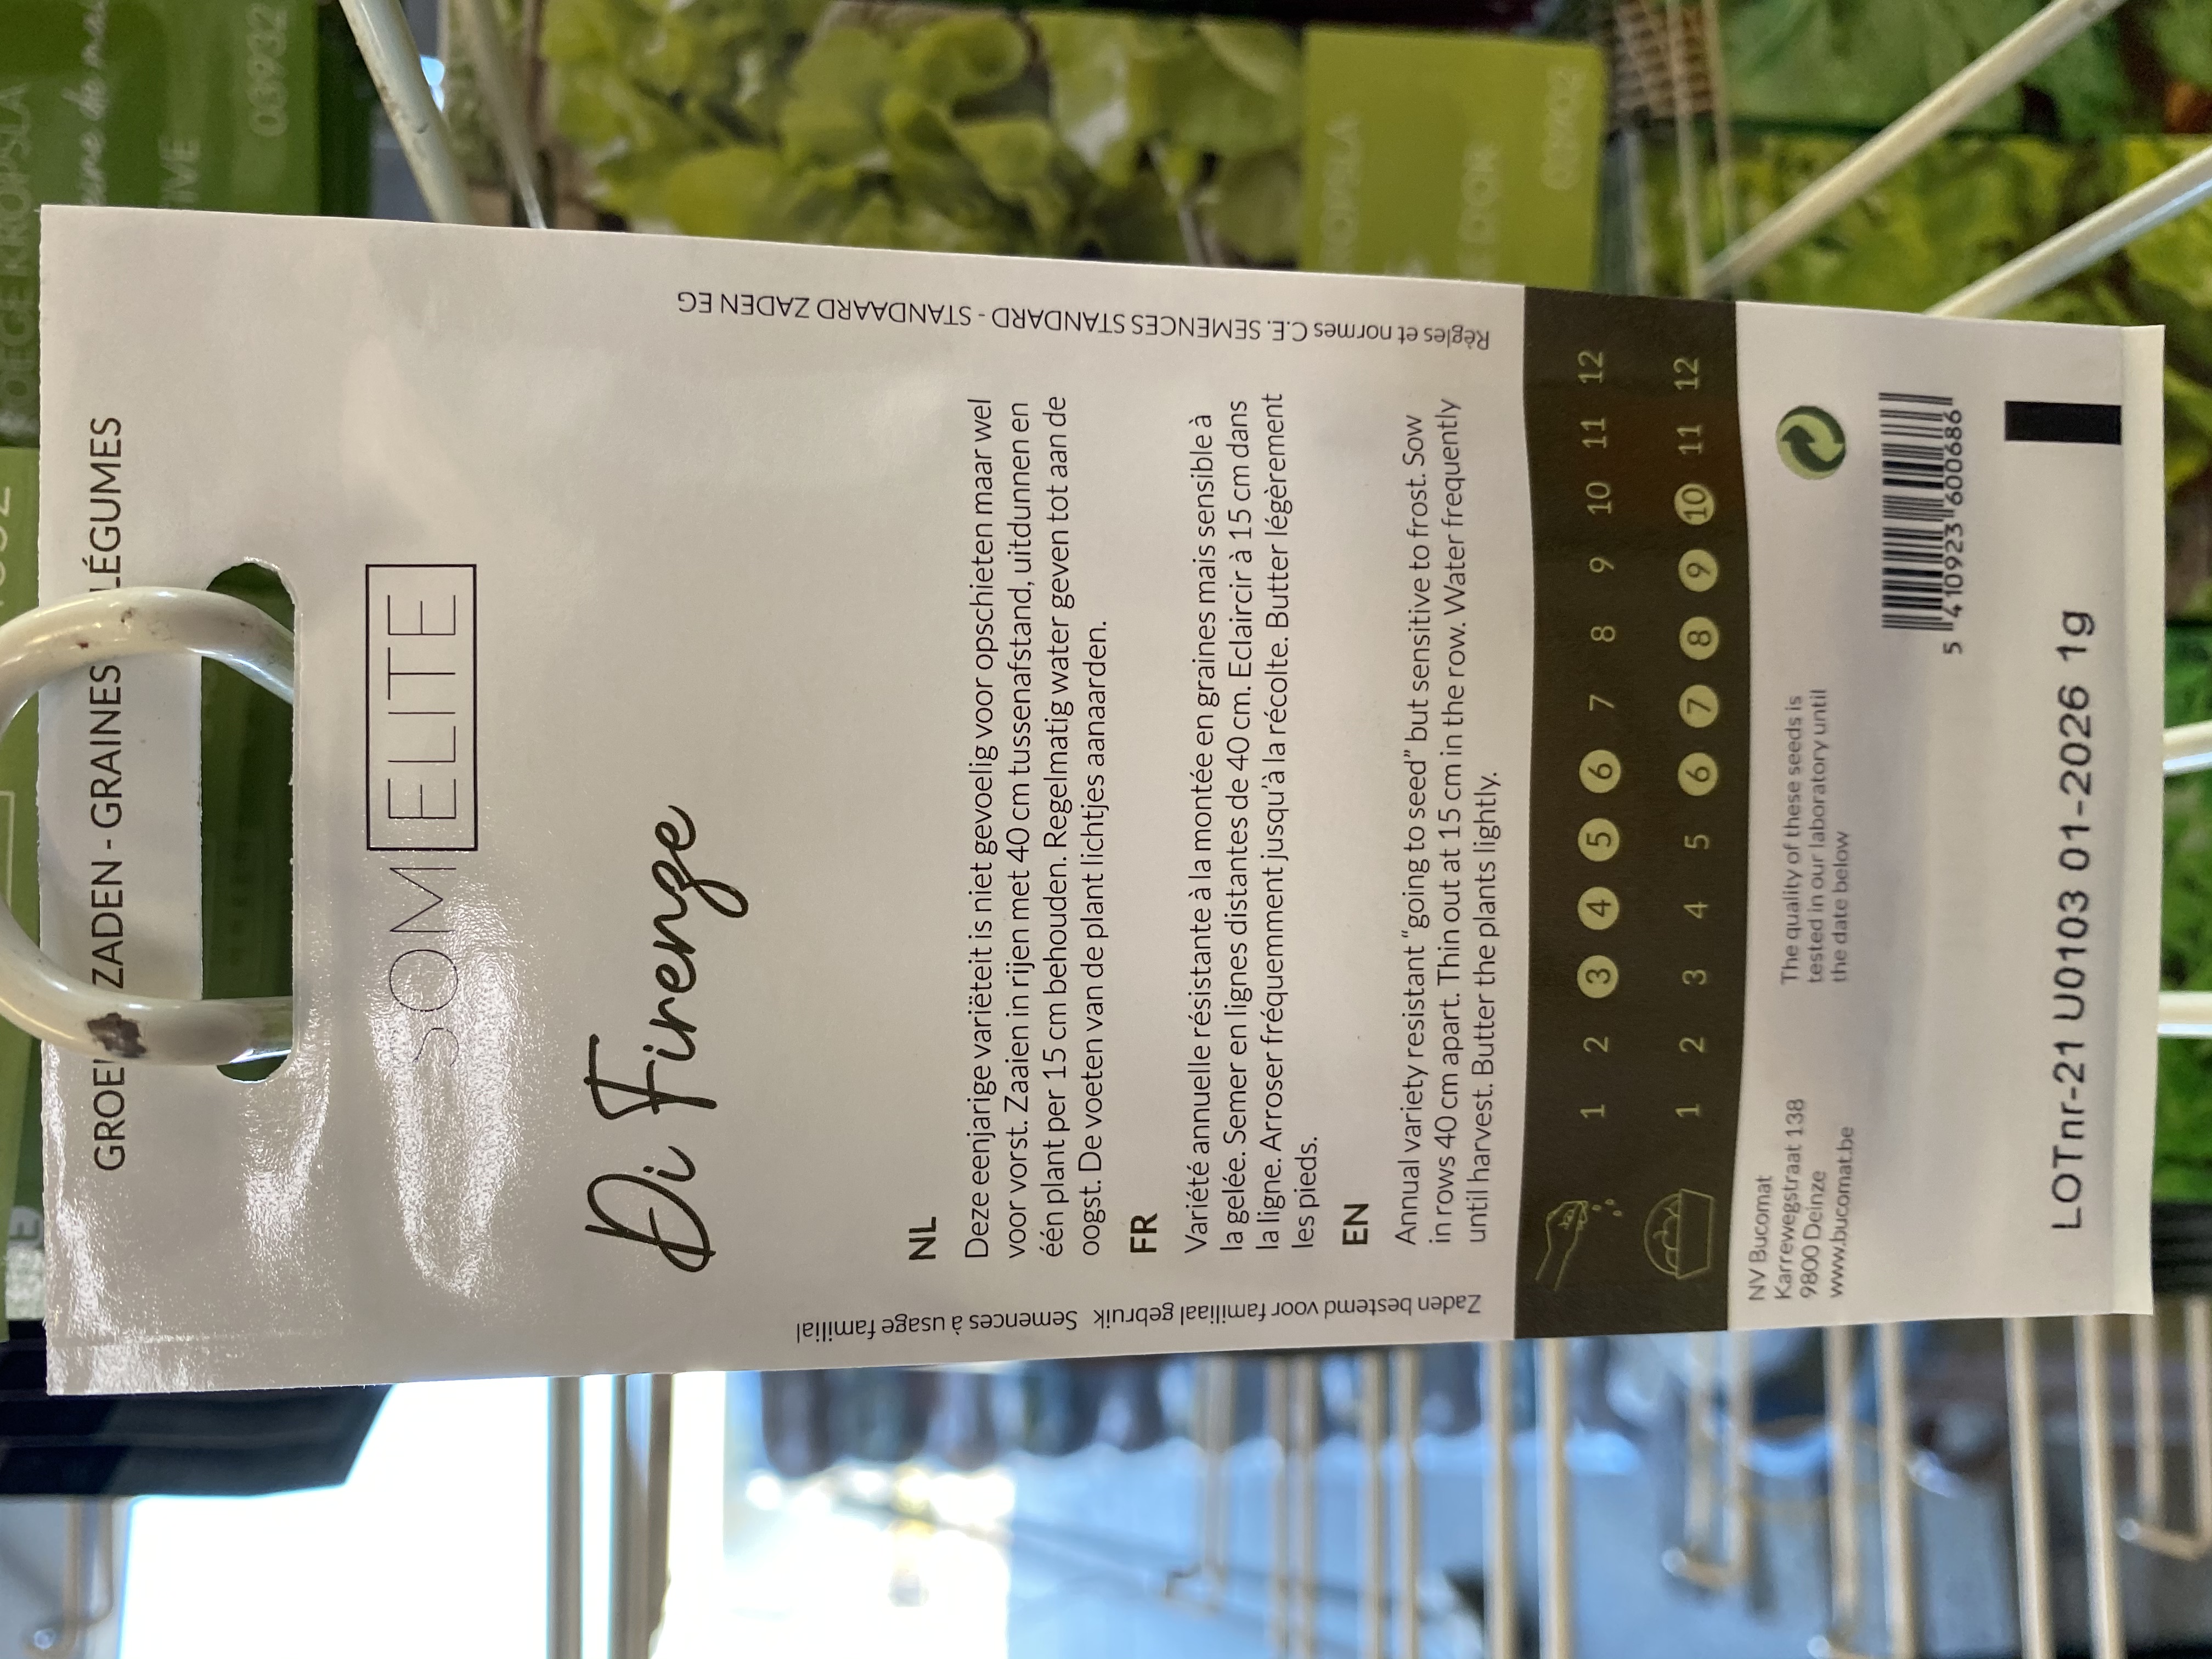 GROEN ZADEN - GRAINES LÉGUMES
SOMELITE
Di Firenze
NL
Deze eenjarige variëteit is niet gevoelig voor opschieten maar wel
voor vorst. Zaaien in rijen met 40 cm tussenafstand, uitdunnen en
één plant per 15 cm behouden. Regelmatig water geven tot aan de
oogst. De voeten van de plant lichtjes aanaarden.
FR
Variété annuelle résistante à la montée en graines mais sensible à
la gelée. Semer en lignes distantes de 40 cm. Eclaircir à 15 cm dans
la ligne. Arroser fréquemment jusqu'à la récolte. Butter légèrement
les pieds.
EN
Annual variety resistant "going to seed" but sensitive to frost. Sow
in rows 40 cm apart. Thin out at 15 cm in the row. Water frequently
until harvest. Butter the plants lightly.
Zaden bestemd voor familiaal gebruik Semences à usage familial
Règles et normes C.E. SEMENCES STANDARD - STANDAARD ZADEN EG
1 2 3 4 5 6 7 8 9 10 11 12
1 2 3 4 5 6 7 8 9 10 11 12
NV Bucomat
Karrewegstraat 138
9800 Deinze
www.bucomat.be
The quality of these seeds is
tested in our laboratory until
the date below
5 410923 600686
LOTnr-21 U0103 01-2026 1g
039932